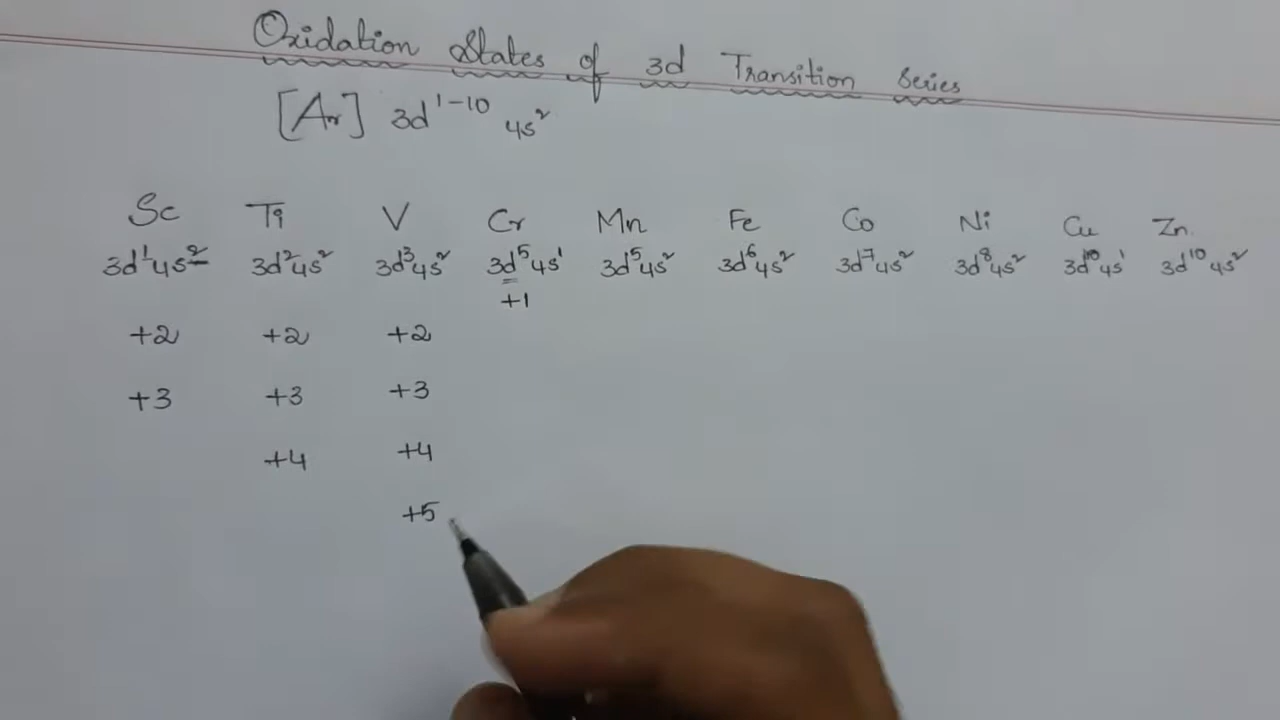 Oxidation States of 3d Transition Series
[Ar] 3d¹⁻¹⁰ 4s²
Sc Ti V Cr Mn Fe Co Ni Cu Zn
3d¹4s² 3d²4s² 3d³4s² 3d⁵4s¹ 3d⁵4s² 3d⁶4s² 3d⁷4s² 3d⁸4s² 3d¹⁰4s¹ 3d¹⁰4s²
+1
+2 +2 +2
+3 +3 +3
+4 +4
+5